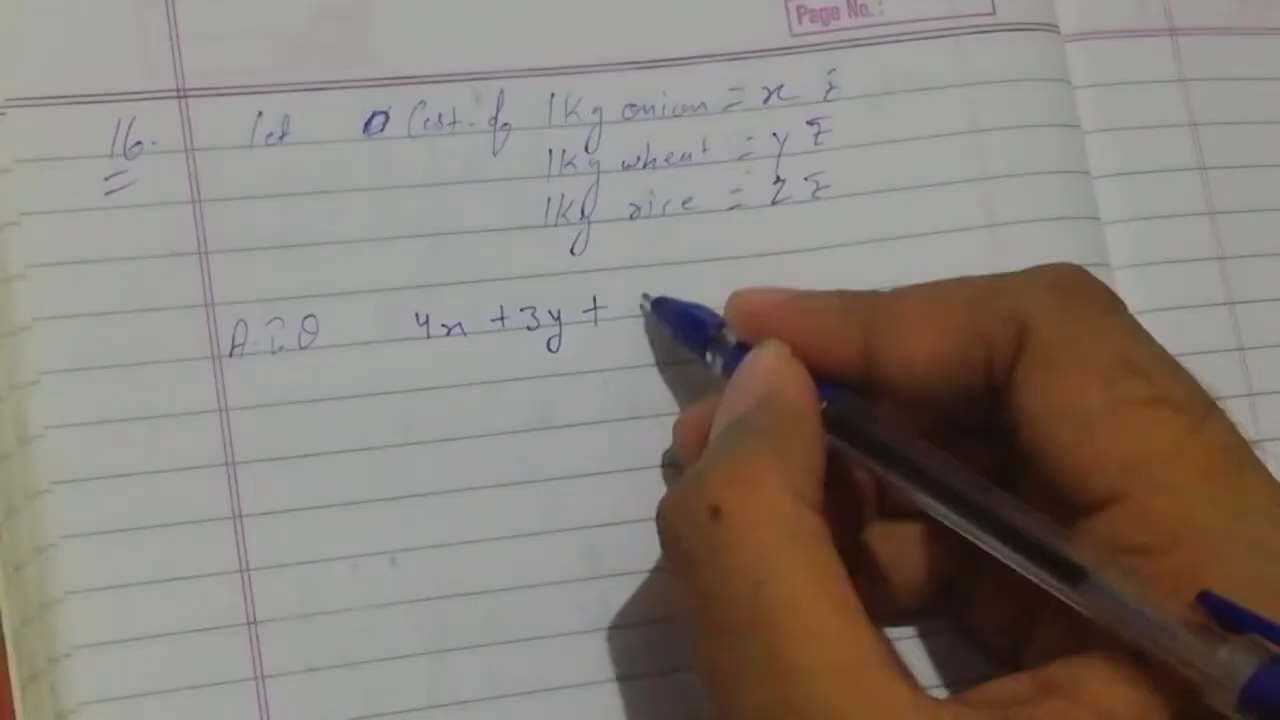 Page No.:
16. let Cost of 1kg onion = x ₹
1kg wheat = y ₹
1kg rice = z ₹
A.T.Q 4x + 3y +